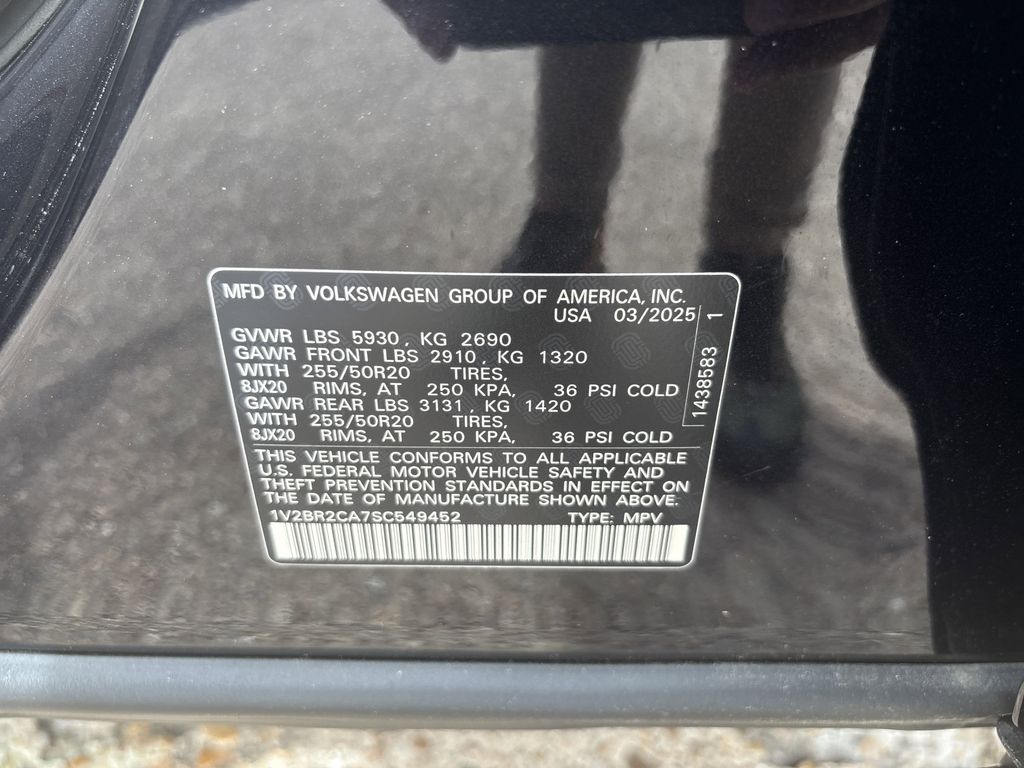 MFD BY VOLKSWAGEN GROUP OF AMERICA, INC.
USA 03/2025
GVWR LBS 5930 , KG 2690
GAWR FRONT LBS 2910 , KG 1320
WITH 255/50R20 TIRES,
8JX20 RIMS, AT 250 KPA, 36 PSI COLD
GAWR REAR LBS 3131 , KG 1420
WITH 255/50R20 TIRES,
8JX20 RIMS, AT 250 KPA, 36 PSI COLD
1438583 1
THIS VEHICLE CONFORMS TO ALL APPLICABLE
U.S. FEDERAL MOTOR VEHICLE SAFETY AND
THEFT PREVENTION STANDARDS IN EFFECT ON
THE DATE OF MANUFACTURE SHOWN ABOVE.
1V2BR2CA7SC549452 TYPE: MPV